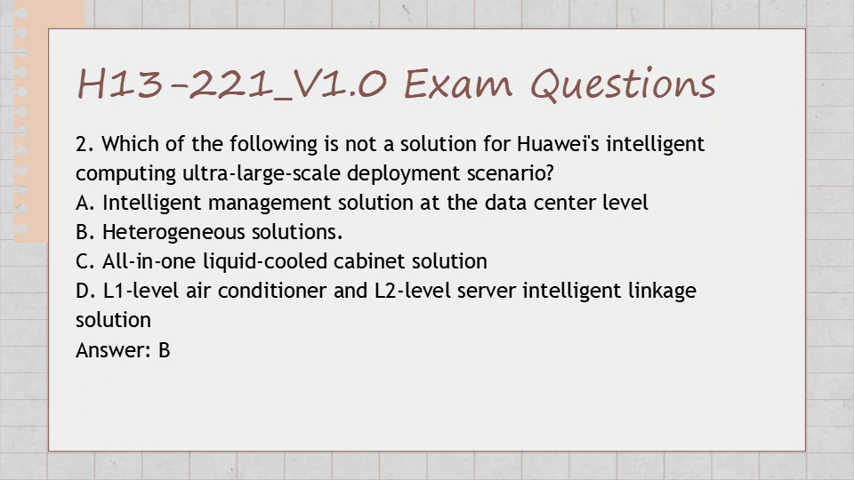 H13-221_V1.0 Exam Questions
2. Which of the following is not a solution for Huawei's intelligent
computing ultra-large-scale deployment scenario?
A. Intelligent management solution at the data center level
B. Heterogeneous solutions.
C. All-in-one liquid-cooled cabinet solution
D. L1-level air conditioner and L2-level server intelligent linkage
solution
Answer: B